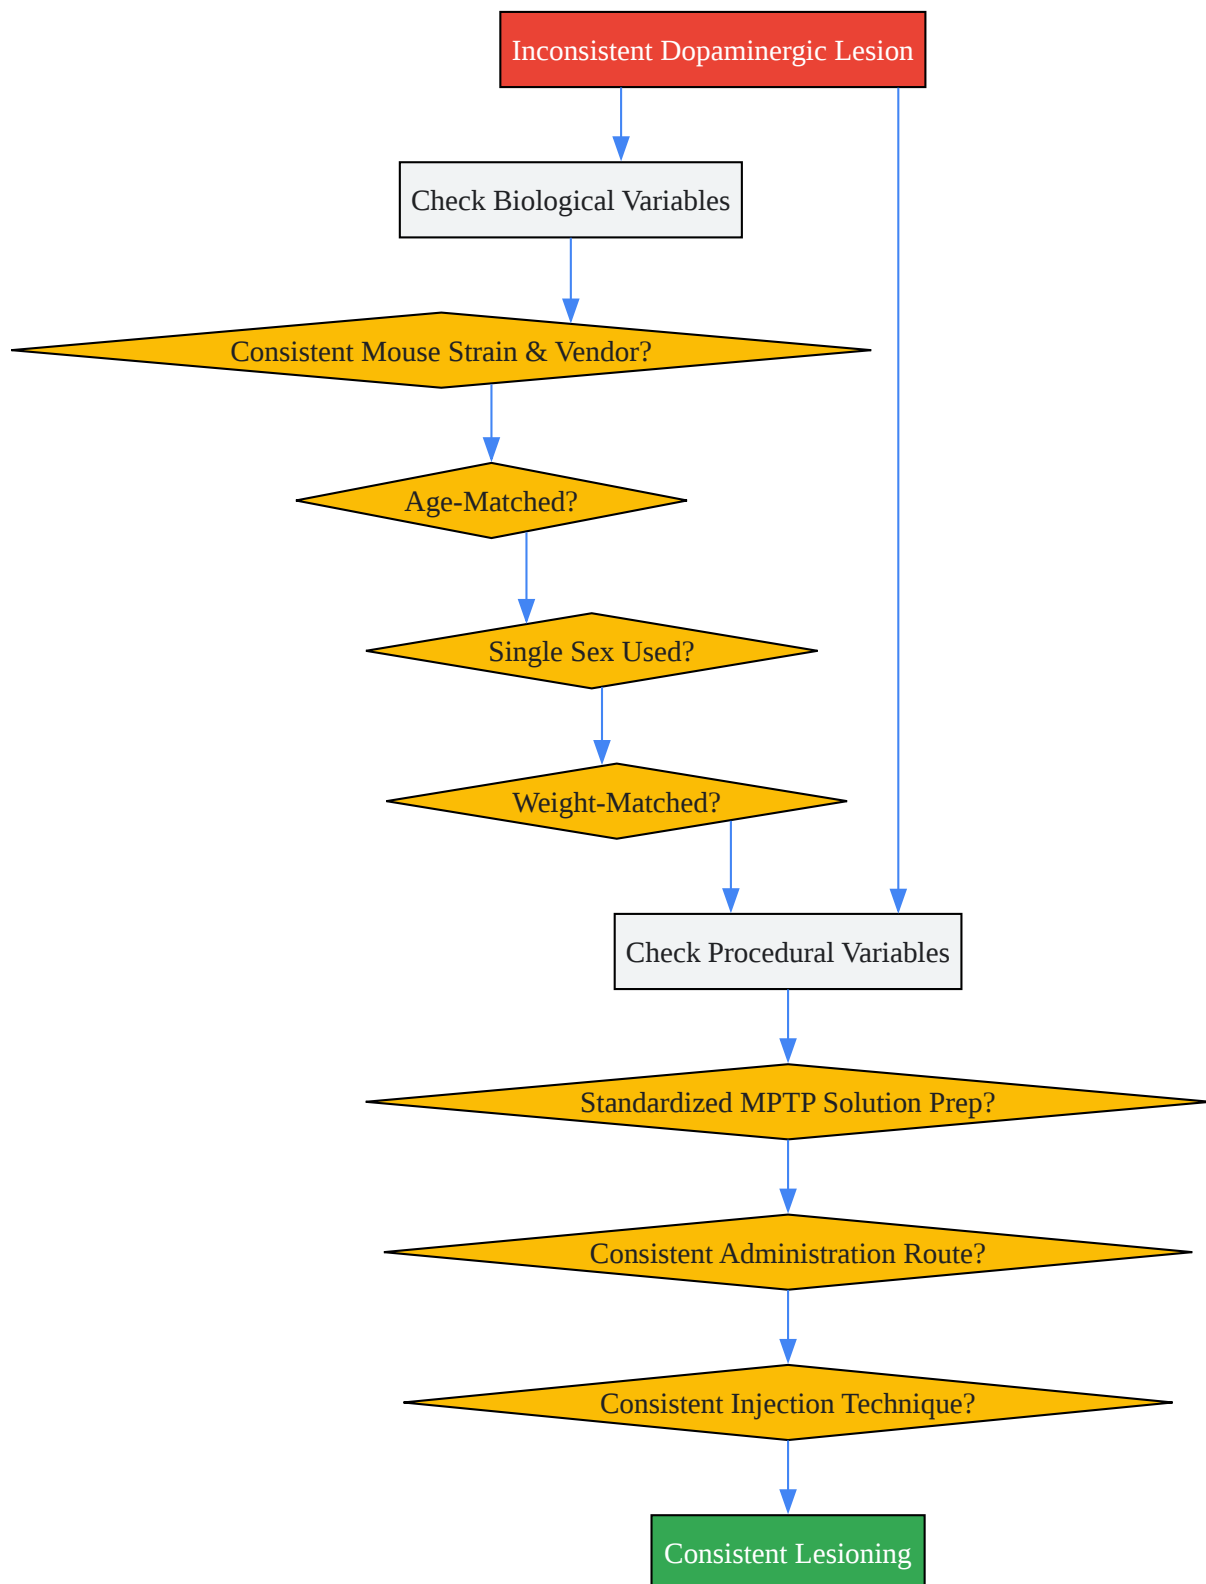 Inconsistent Dopaminergic Lesion
Check Biological Variables
Consistent Mouse Strain & Vendor?
Age-Matched?
Single Sex Used?
Weight-Matched?
Check Procedural Variables
Standardized MPTP Solution Prep?
Consistent Administration Route?
Consistent Injection Technique?
Consistent Lesioning